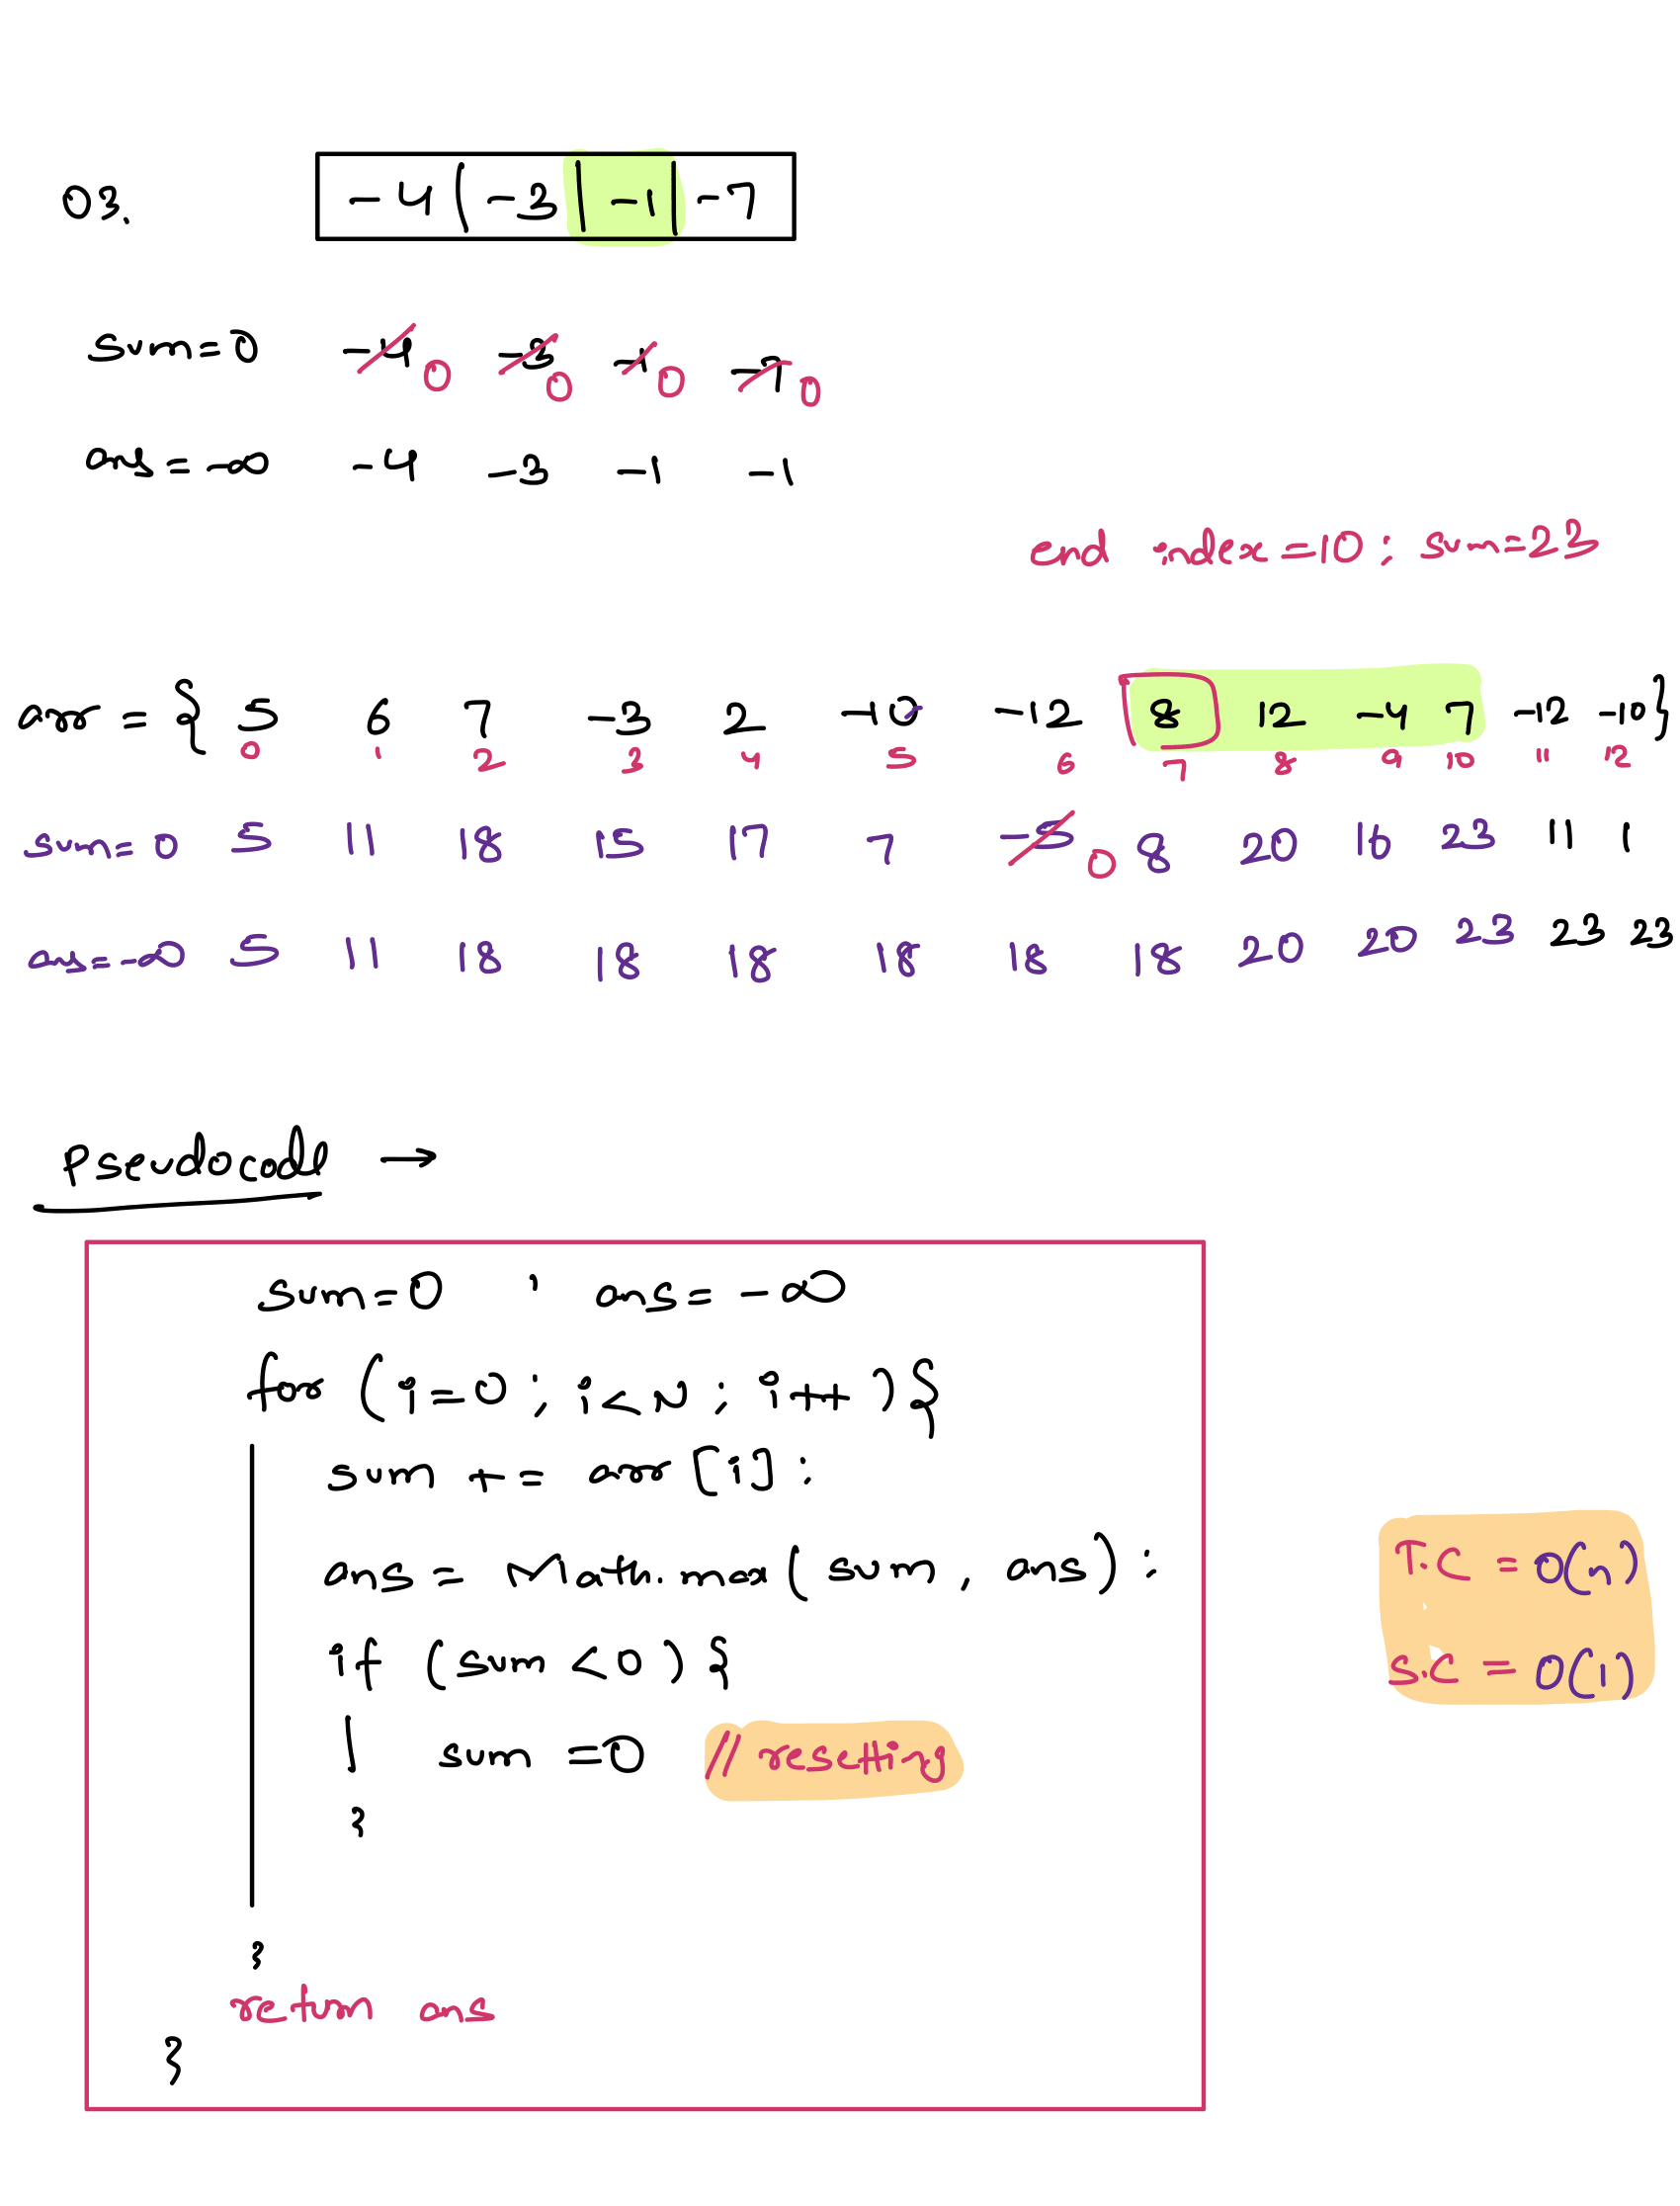 03. -4 | -3 | -1 | -7
sum=0 -4 0 -3 0 -1 0 -7 0
ans=-∞ -4 -3 -1 -1
end index=10; sum=23
arr = { 5 6 7 -3 2 -10 -12 8 12 -4 7 -12 -10}
0 1 2 3 4 5 6 7 8 9 10 11 12
sum=0 5 11 18 15 17 7 -5 0 8 20 16 23 11 1
ans=-∞ 5 11 18 18 18 18 18 18 20 20 23 23 23
Pseudocode →
sum=0 ' ans=-∞
for (i=0; i<N; i++){
sum += arr[i];
ans = Math.max(sum, ans);
if (sum <0){
sum =0 // resetting
}
}
return ans
}
T.C = O(n)
S.C = O(1)